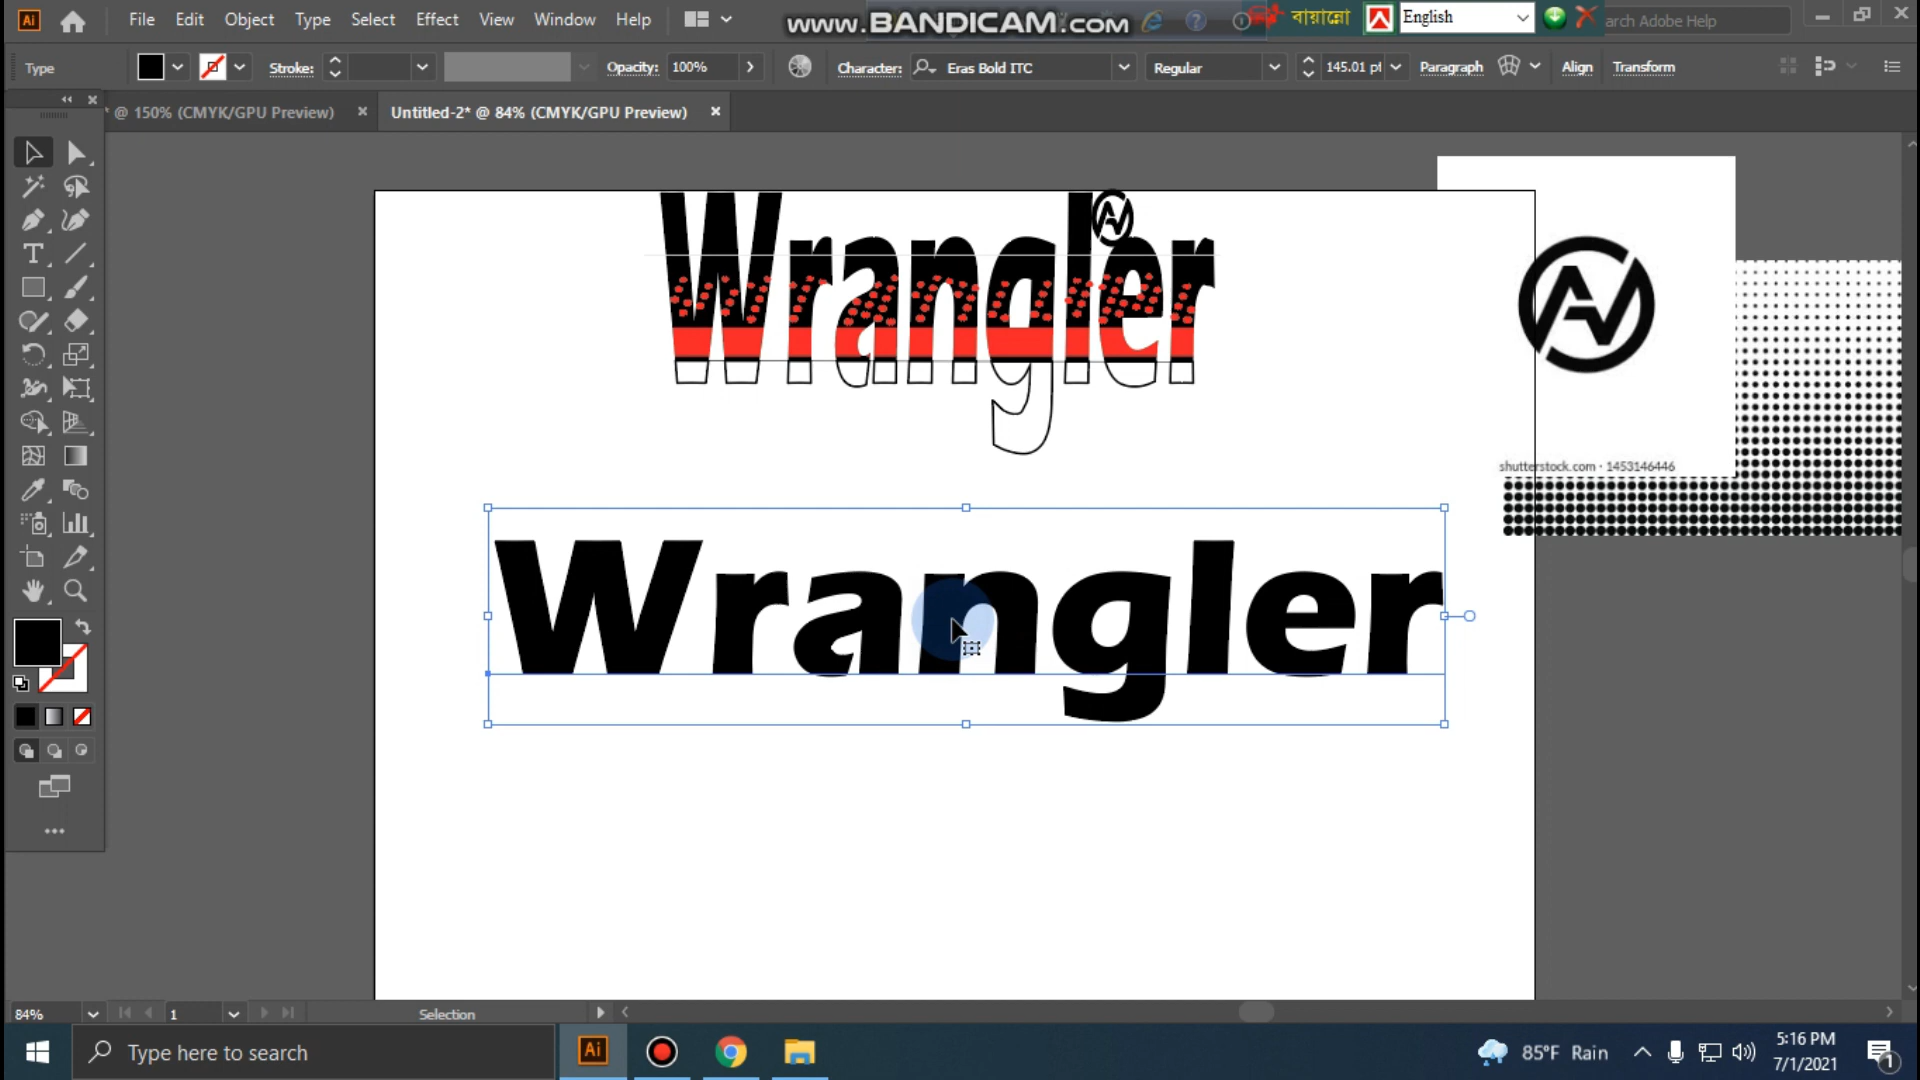 Ai File Edit Object Type Select Effect View Window Help
www.BANDICAM.com
বায়ান্নো English
arch Adobe Help
Type Stroke: Opacity: 100% Character: Eras Bold ITC Regular 145.01 pt Paragraph Align Transform
* @ 150% (CMYK/GPU Preview) × Untitled-2* @ 84% (CMYK/GPU Preview) ×
Wrangler
shutterstock.com · 1453146446
Wrangler
84% 1 Selection
Type here to search
Ai
85°F Rain
5:16 PM
7/1/2021
1